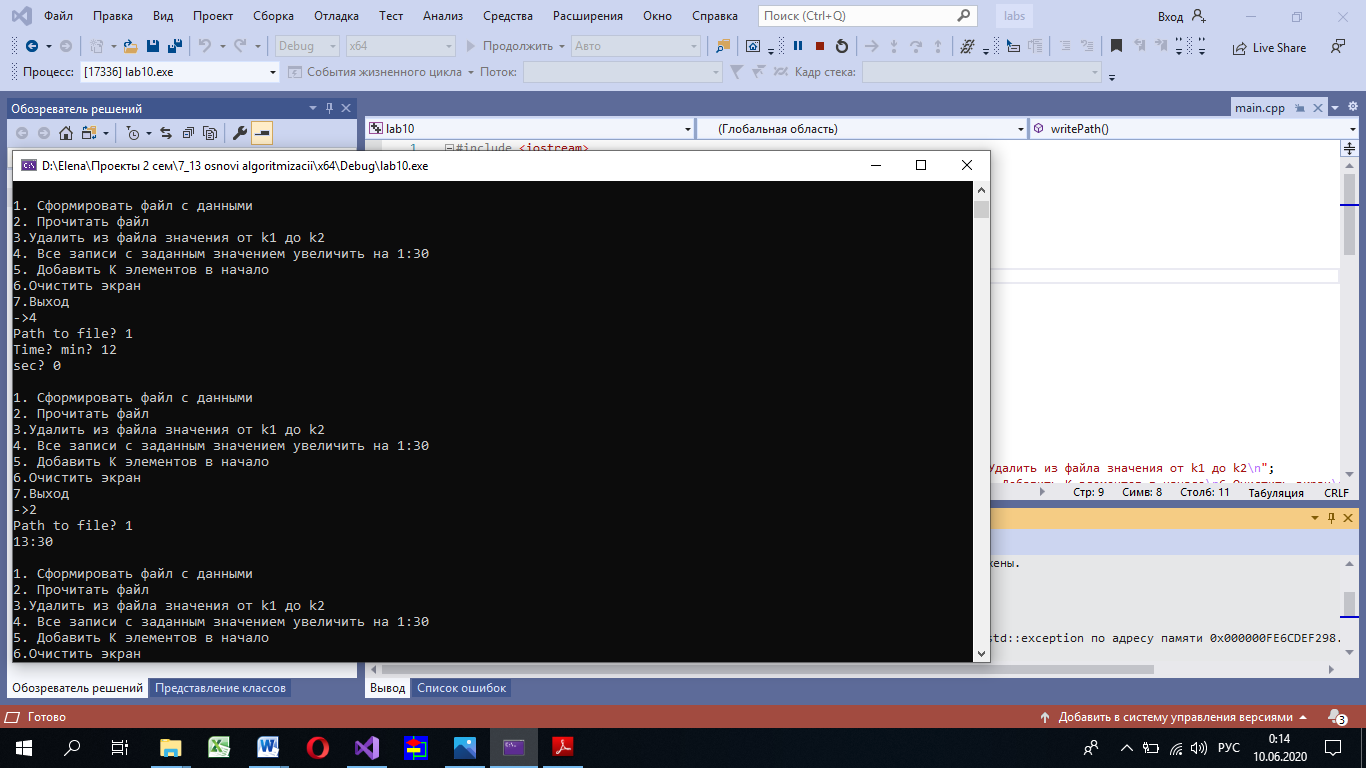 Файл Правка Вид Проект Сборка Отладка Тест Анализ Средства Расширения Окно Справка Поиск (Ctrl+Q) labs Вход
Debug x64 Продолжить Авто Live Share
Процесс: [17336] lab10.exe События жизненного цикла Поток: Кадр стека:
Обозреватель решений main.cpp
lab10 (Глобальная область) writePath()
1 #include <iostream>
D:\Elena\Проекты 2 сем\7_13 osnovi algoritmizacii\x64\Debug\lab10.exe
1. Сформировать файл с данными
2. Прочитать файл
3.Удалить из файла значения от k1 до k2
4. Все записи с заданным значением увеличить на 1:30
5. Добавить К элементов в начало
6.Очистить экран
7.Выход
->4
Path to file? 1
Time? min? 12
sec? 0
1. Сформировать файл с данными
2. Прочитать файл
3.Удалить из файла значения от k1 до k2
4. Все записи с заданным значением увеличить на 1:30
5. Добавить К элементов в начало
6.Очистить экран
7.Выход
->2
Path to file? 1
13:30
1. Сформировать файл с данными
2. Прочитать файл
3.Удалить из файла значения от k1 до k2
4. Все записи с заданным значением увеличить на 1:30
5. Добавить К элементов в начало
6.Очистить экран
Удалить из файла значения от k1 до k2\n";
Стр: 9 Симв: 8 Столб: 11 Табуляция CRLF
жены.
std::exception по адресу памяти 0x000000FE6CDEF298.
Обозреватель решений Представление классов Вывод Список ошибок
Готово Добавить в систему управления версиями 3
РУС 0:14
10.06.2020